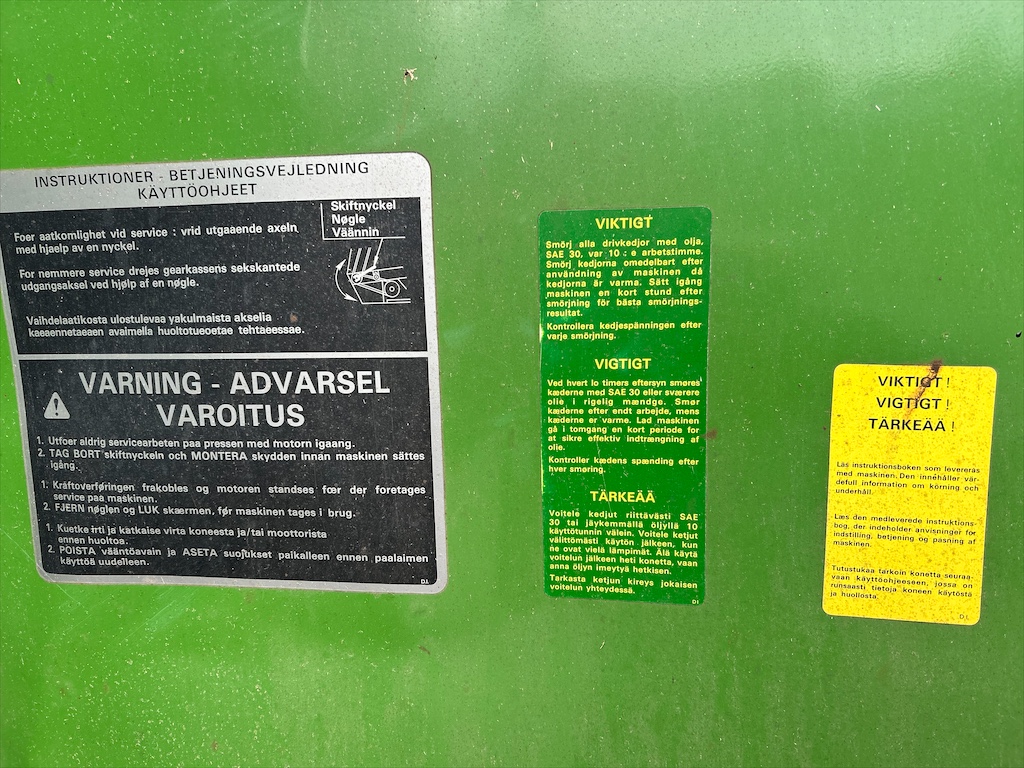 INSTRUKTIONER - BETJENINGSVEJLEDNING
KÄYTTÖOHJEET
Skiftnyckel
Nøgle
Väännin
Foer aatkomlighet vid service : vrid utgaaende axeln
med hjaelp av en nyckel.
For nemmere service drejes gearkassens sekskantede
udgangsaksel ved hjølp af en nøgle.
Vaihdelaatikosta ulostulevaa yakulmaista akselia
kaeaennetaeaen avaimella huoltotueoetae tehtaeessae.
VARNING - ADVARSEL
VAROITUS
1. Utfoer aldrig servicearbeten paa pressen med motorn igaang.
2. TAG BORT skiftnyckeln och MONTERA skydden innan maskinen sättes
igång.
1. Kraftoverføringen frakobles og motoren standses fœr der foretages
service paa maskinen.
2. FJERN nøglen og LUK skærmen, før maskinen tages i brug.
1. Kuetke irti ja katkaise virta koneesta ja/tai moottorista
ennen huoltoa.
2. POISTA vääntöavain ja ASETA suojukset paikalleen ennen paalaimen
käyttöä uudelleen.
D.I.
VIKTIGT
Smörj alla drivkedjor med olja,
SAE 30, var 10 : e arbetstimme.
Smörj kedjorna omedelbart efter
användning av maskinen då
kedjorna är varma. Sätt igång
maskinen en kort stund efter
smörjning för bästa smörjnings-
resultat.
Kontrollera kedjespänningen efter
varje smörjning.
VIGTIGT
Ved hvert lo timers eftersyn smøres
kæderne med SAE 30 eller sværere
olie i rigelig mændge. Smør
kæderne efter endt arbejde, mens
kæderne er varme. Lad maskinen
gå i tomgang en kort periode for
at sikre effektiv indtrængning af
olie.
Kontroller kædens spænding efter
hver smøring.
TÄRKEÄÄ
Voitele kedjut riittävästi SAE
30 tai jäykemmällä öljyllä 10
käyttötunnin välein. Voitele ketjut
välittömästi käytön jälkeen, kun
ne ovat vielä lämpimät. Älä käytä
voitelun jälkeen heti konetta, vaan
anna öljyn imeytyä hetkisen.
Tarkasta ketjun kireys jokaisen
voitelun yhteydessä.
D I
VIKTIGT !
VIGTIGT !
TÄRKEÄÄ !
Läs instruktionsboken som levereras
med maskinen. Den innehåller vär-
defull information om körning och
underhåll.
Læs den medleverede instruktions-
bog, der indeholder anvisninger for
indstilling, betjening og pasning af
maskinen.
Tutustukaa tarkoin konetta seuraa-
vaan käyttöohjeeseen, jossa on
runsaasti tietoja koneen käytöstä
ja huollosta.
D I.